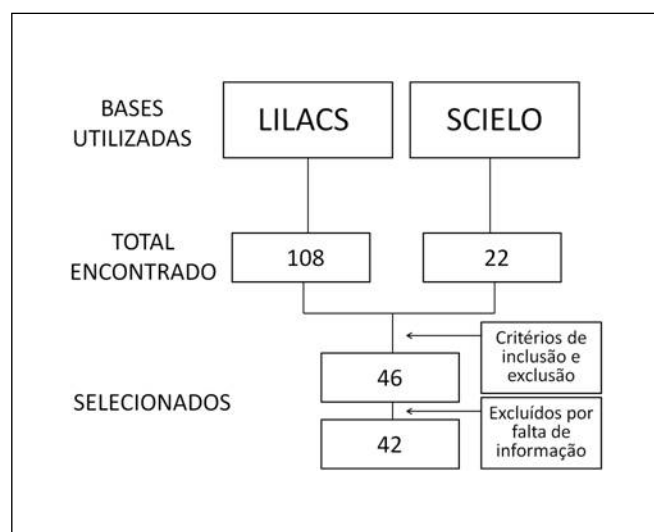 BASES
UTILIZADAS
LILACS
SCIELO
TOTAL
ENCONTRADO
108
22
Critérios de
inclusão e
exclusão
SELECIONADOS
46
Excluídos por
falta de
informação
42